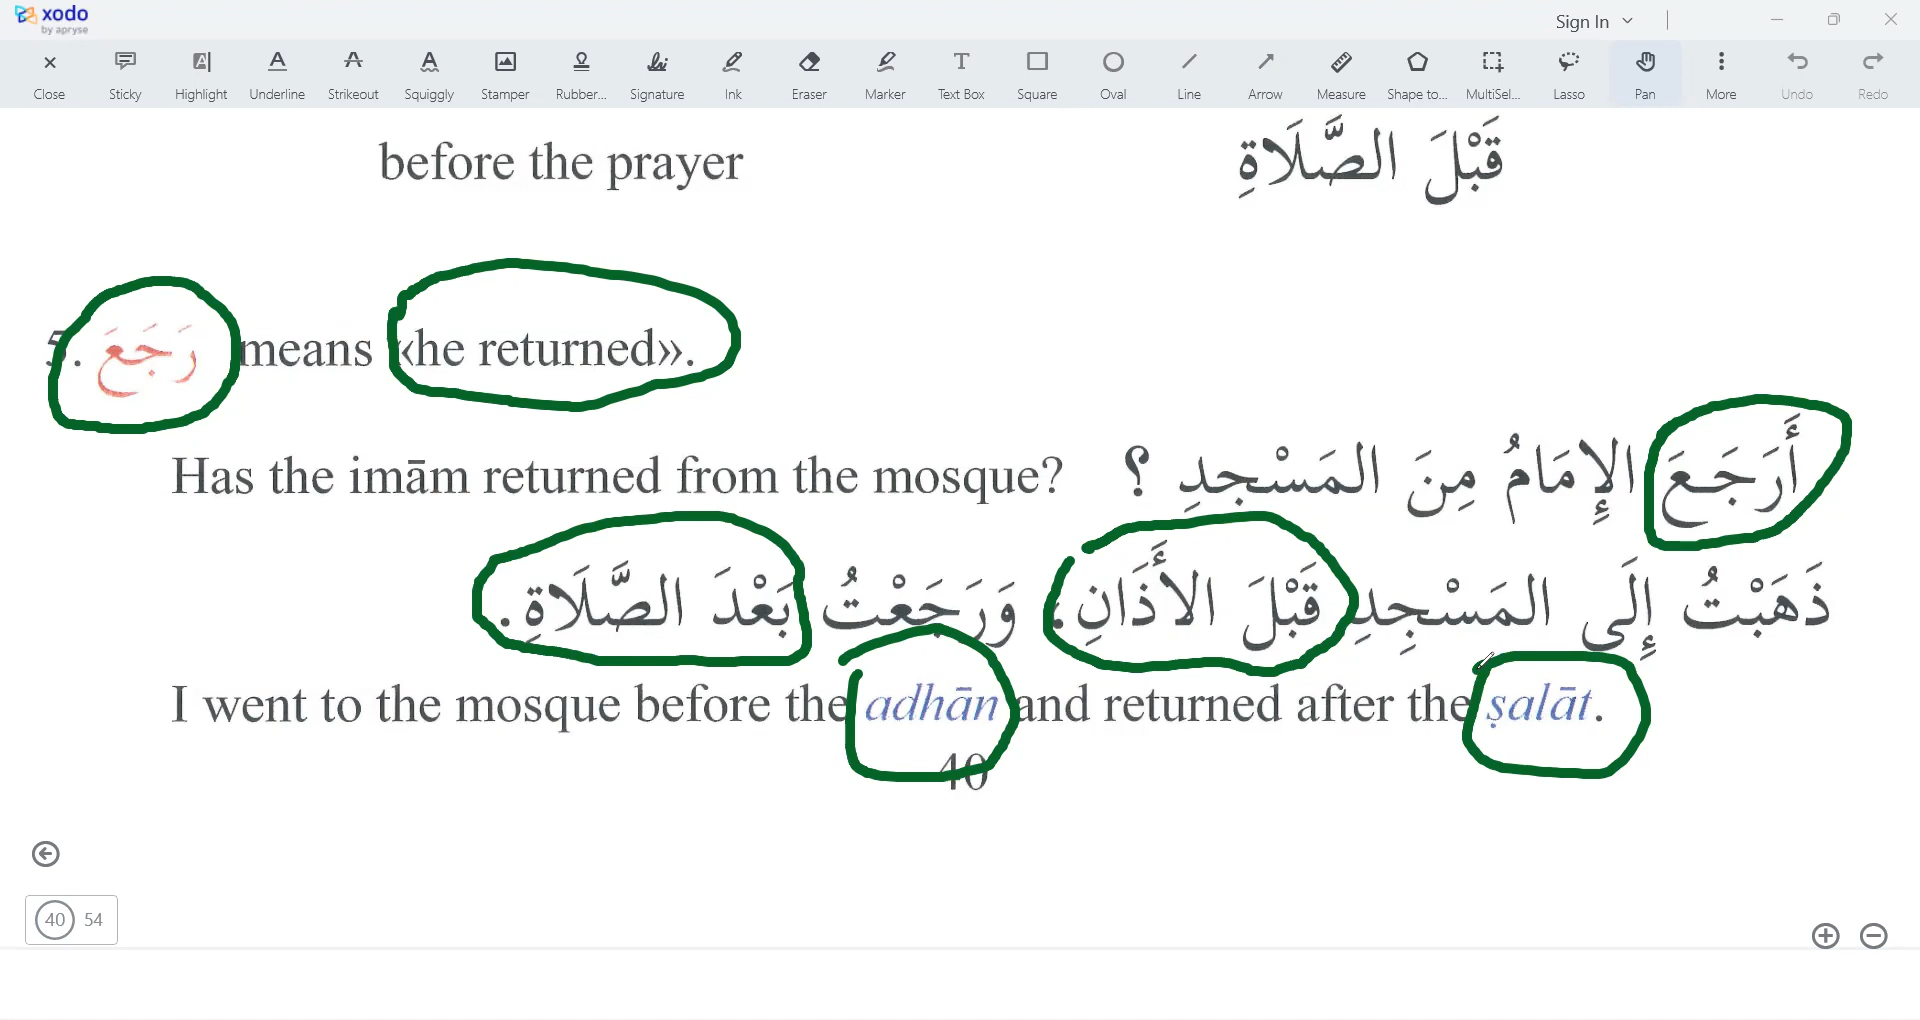 xodo
by apryse
Sign In
Close Sticky Highlight Underline Strikeout Squiggly Stamper Rubber... Signature Ink Eraser Marker Text Box Square Oval Line Arrow Measure Shape to... MultiSel... Lasso Pan More Undo Redo
before the prayer قَبْلَ الصَّلَاةِ
5. رَجَعَ means «he returned».
Has the imām returned from the mosque? أَرَجَعَ الإِمَامُ مِنَ المَسْجِدِ ؟
ذَهَبْتُ إِلَى المَسْجِدِ قَبْلَ الأَذَانِ، وَرَجَعْتُ بَعْدَ الصَّلَاةِ.
I went to the mosque before the adhān and returned after the ṣalāt.
40
40 54